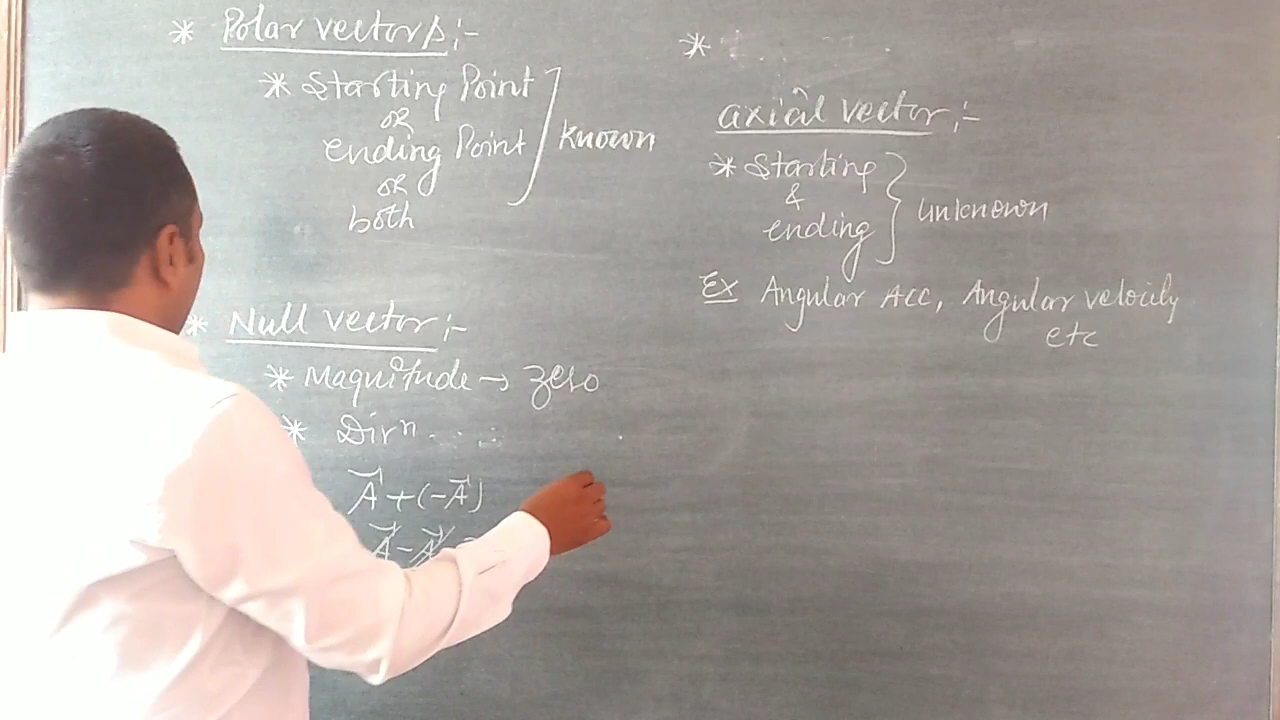 * Polar vectors:-
* Starting Point
or
ending Point
or
both
} known
* Null vector:-
* Magnitude → zero
* Dirn
A⃗ + (-A⃗)
A⃗ - A⃗ =
*
axial vector:-
* Starting
&
ending
} unknown
Ex Angular Acc, Angular velocity
etc